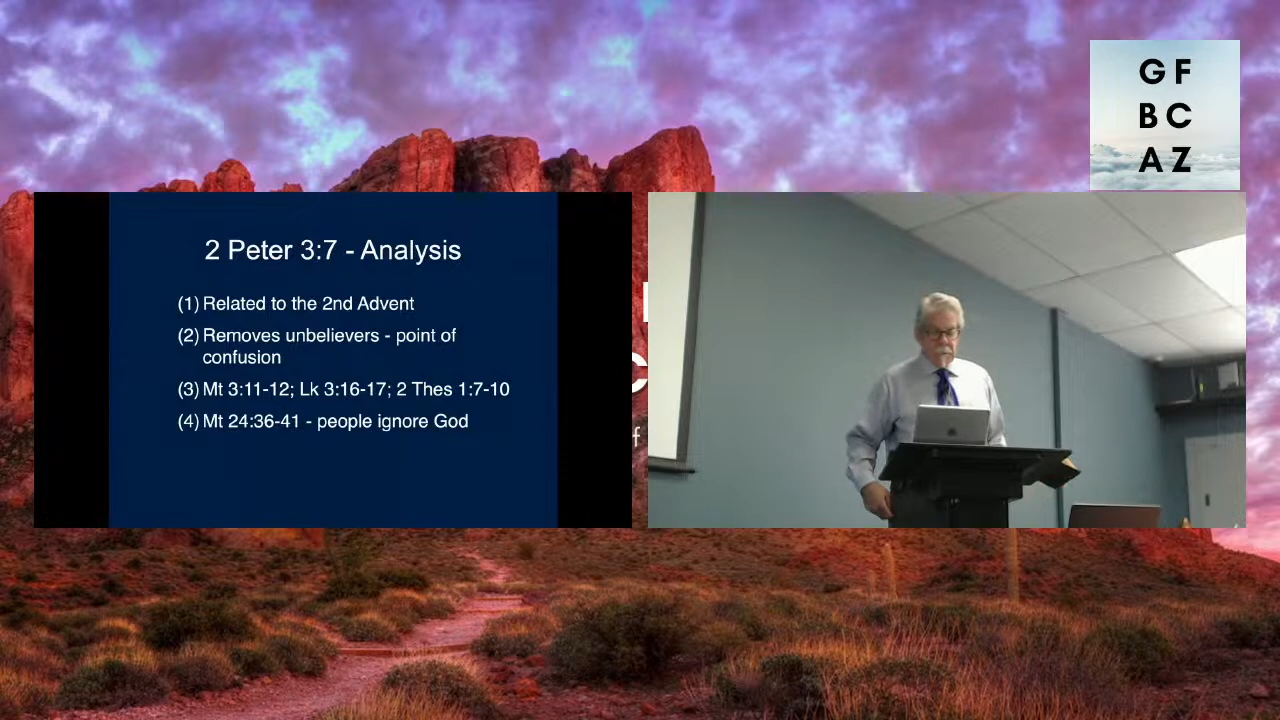 G F
B C
A Z
2 Peter 3:7 - Analysis
(1) Related to the 2nd Advent
(2) Removes unbelievers - point of
confusion
(3) Mt 3:11-12; Lk 3:16-17; 2 Thes 1:7-10
(4) Mt 24:36-41 - people ignore God